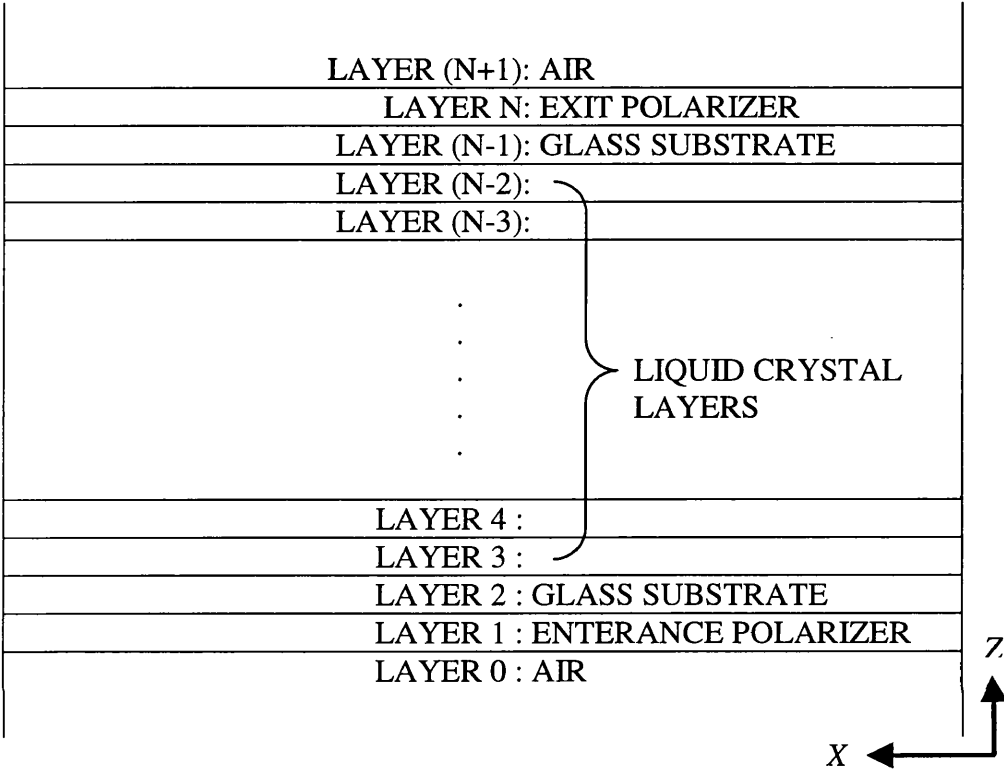 LAYER (N+1): AIR
LAYER N: EXIT POLARIZER
LAYER (N-1): GLASS SUBSTRATE
LAYER (N-2):
LAYER (N-3):
.
.
.
.
.
LIQUID CRYSTAL
LAYERS
LAYER 4 :
LAYER 3 :
LAYER 2 : GLASS SUBSTRATE
LAYER 1 : ENTERANCE POLARIZER
LAYER 0 : AIR
Z
X